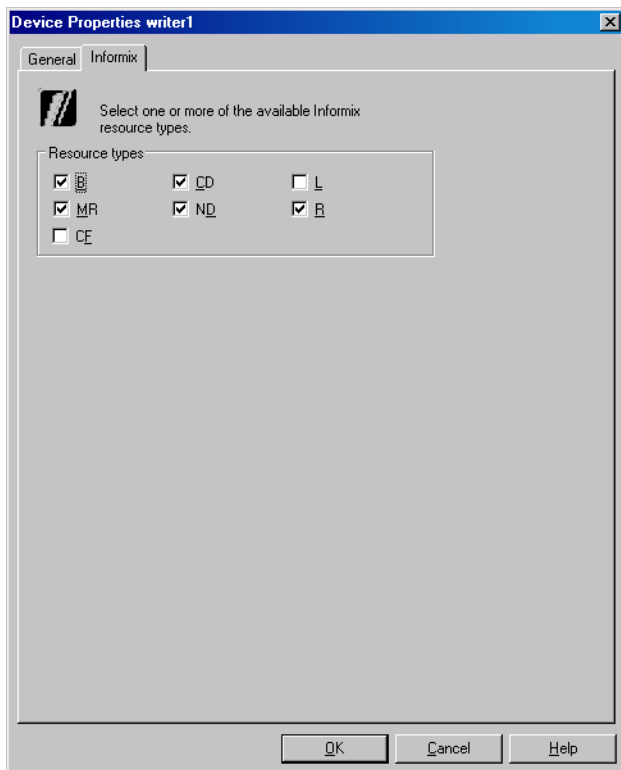 Device Properties writer1
General Informix
Select one or more of the available Informix
resource types.
Resource types
B CD L
MR ND R
CF
OK Cancel Help